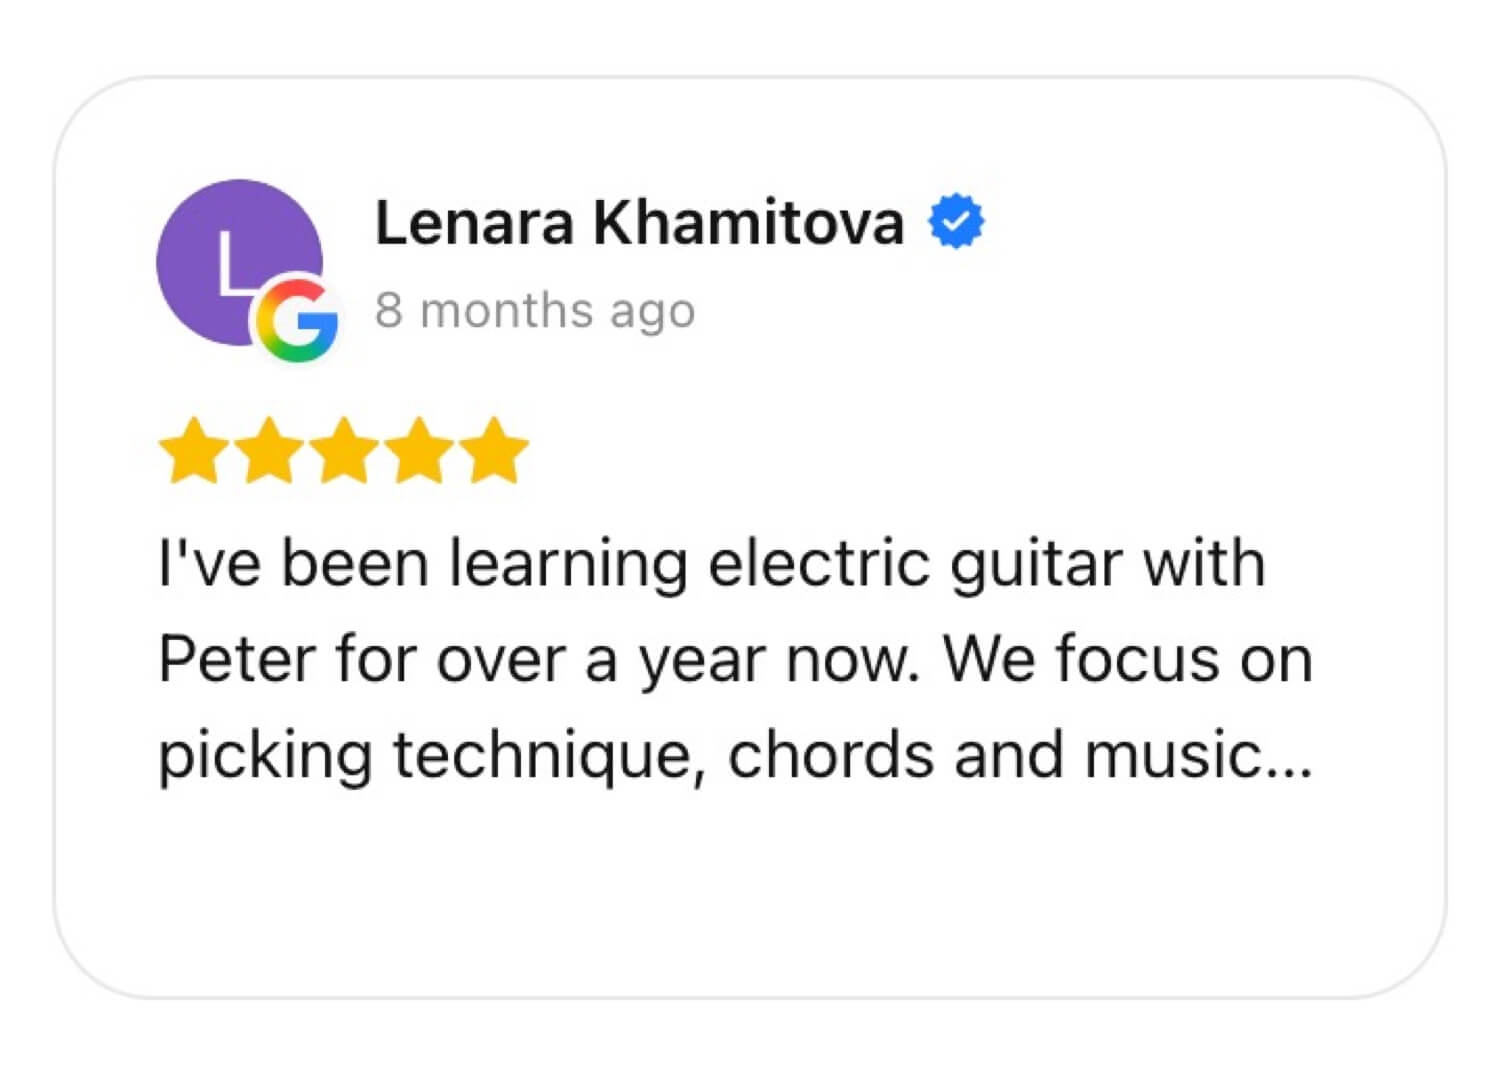 L
Lenara Khamitova
8 months ago
I've been learning electric guitar with
Peter for over a year now. We focus on
picking technique, chords and music...